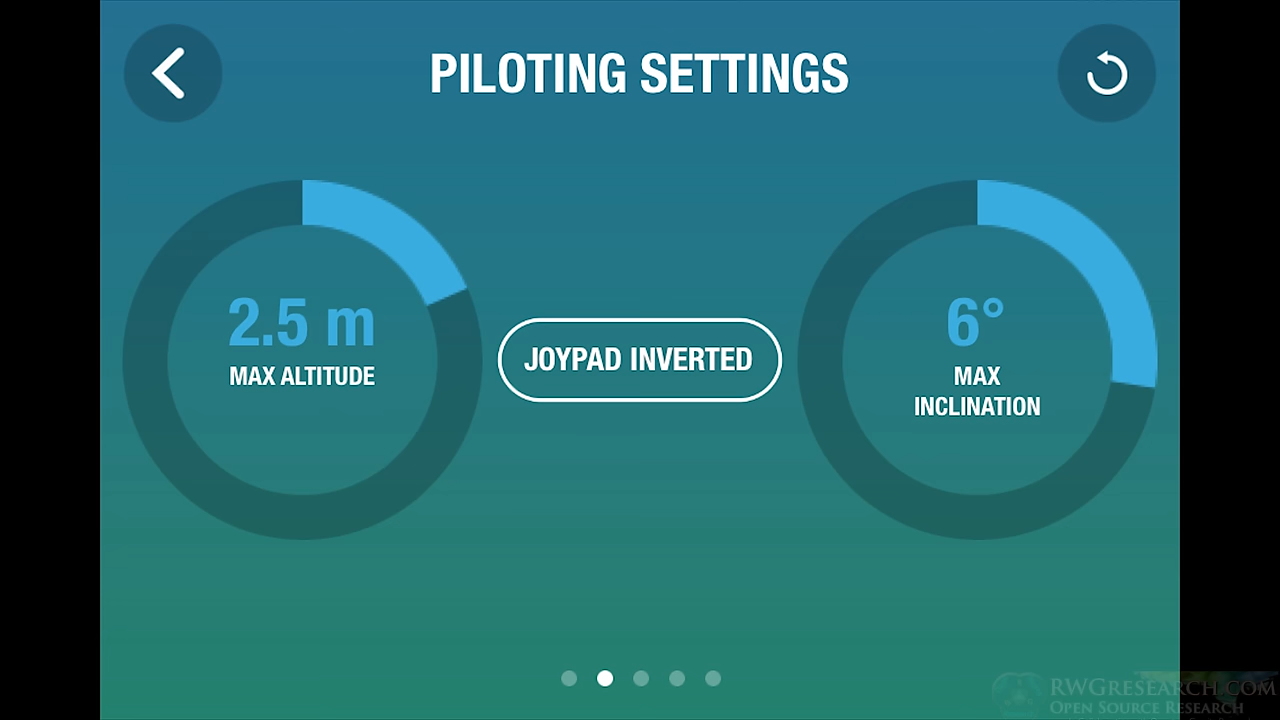 PILOTING SETTINGS
2.5 m
MAX ALTITUDE
JOYPAD INVERTED
6°
MAX
INCLINATION
RWGRESEARCH.COM
OPEN SOURCE RESEARCH